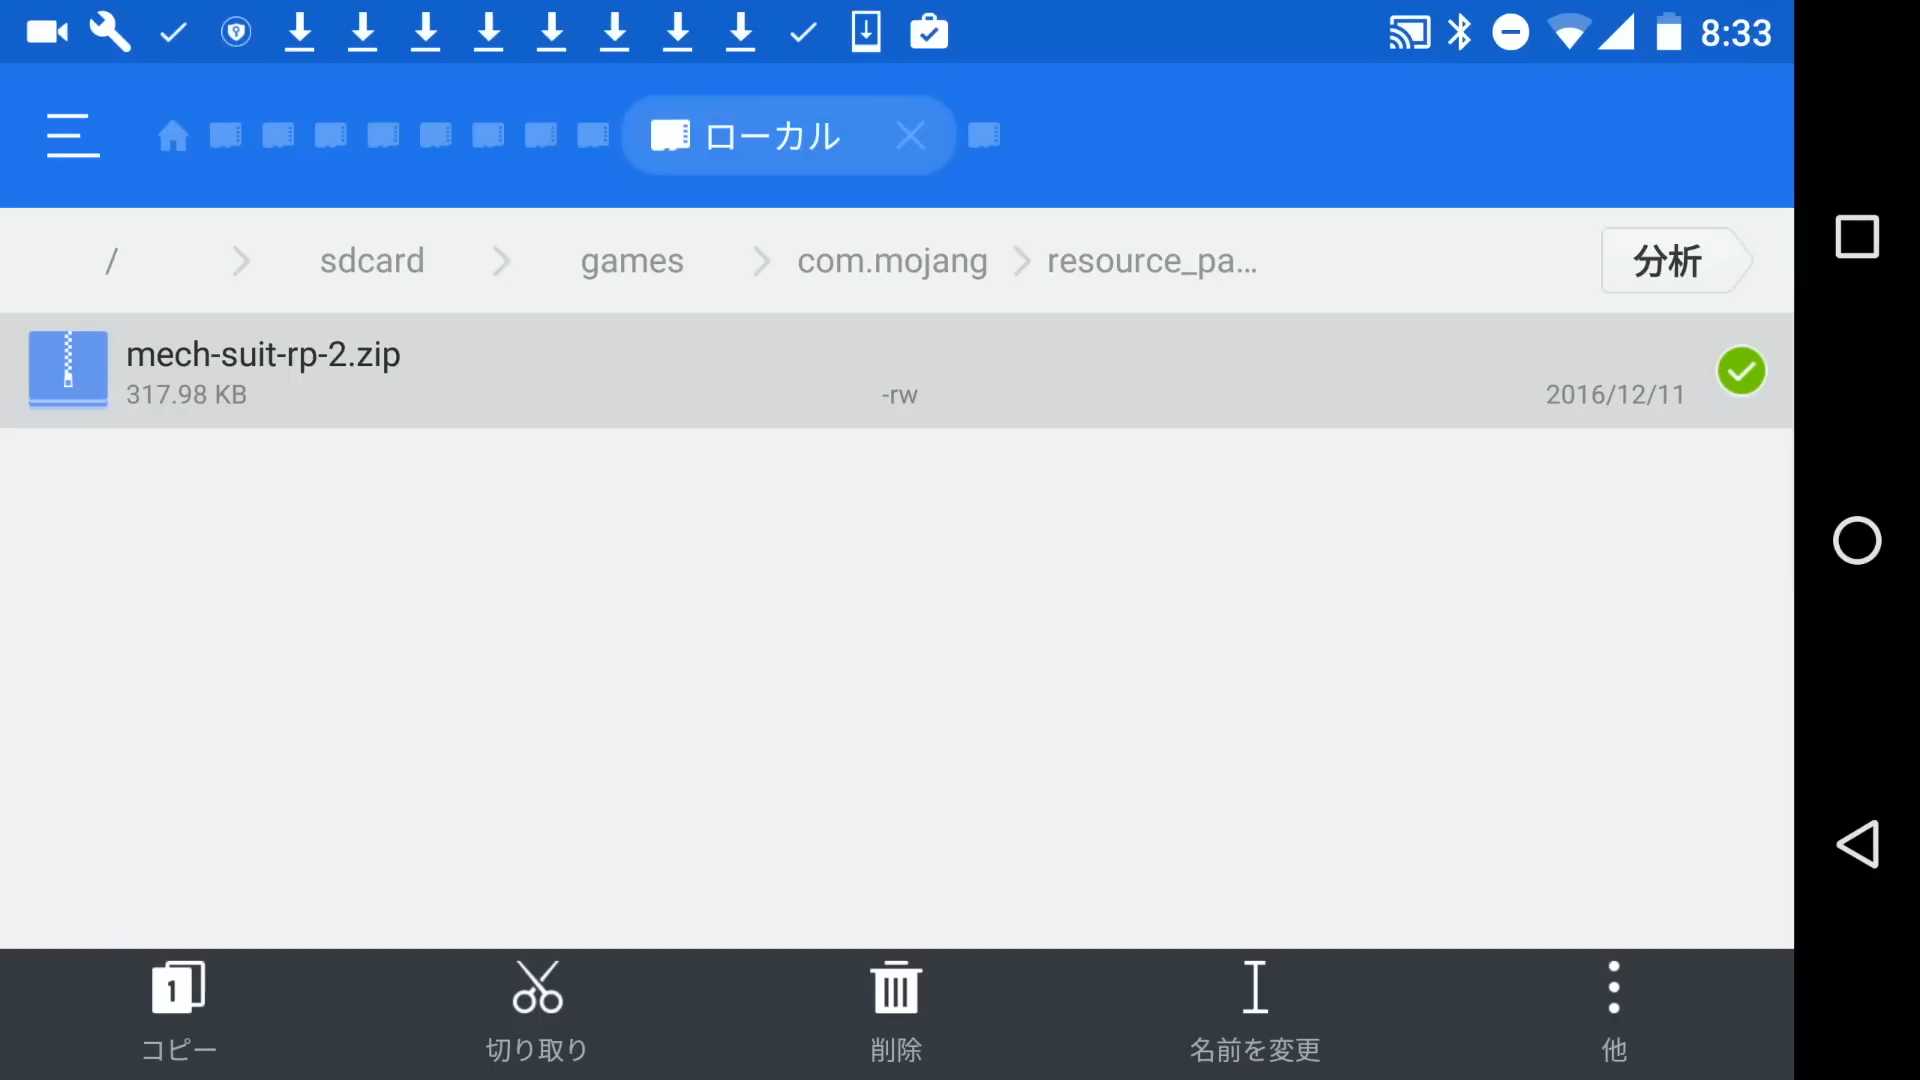 8:33
ローカル
/ sdcard games com.mojang resource_pa...
分析
mech-suit-rp-2.zip
317.98 KB -rw 2016/12/11
1
コピー 切り取り 削除 名前を変更 他